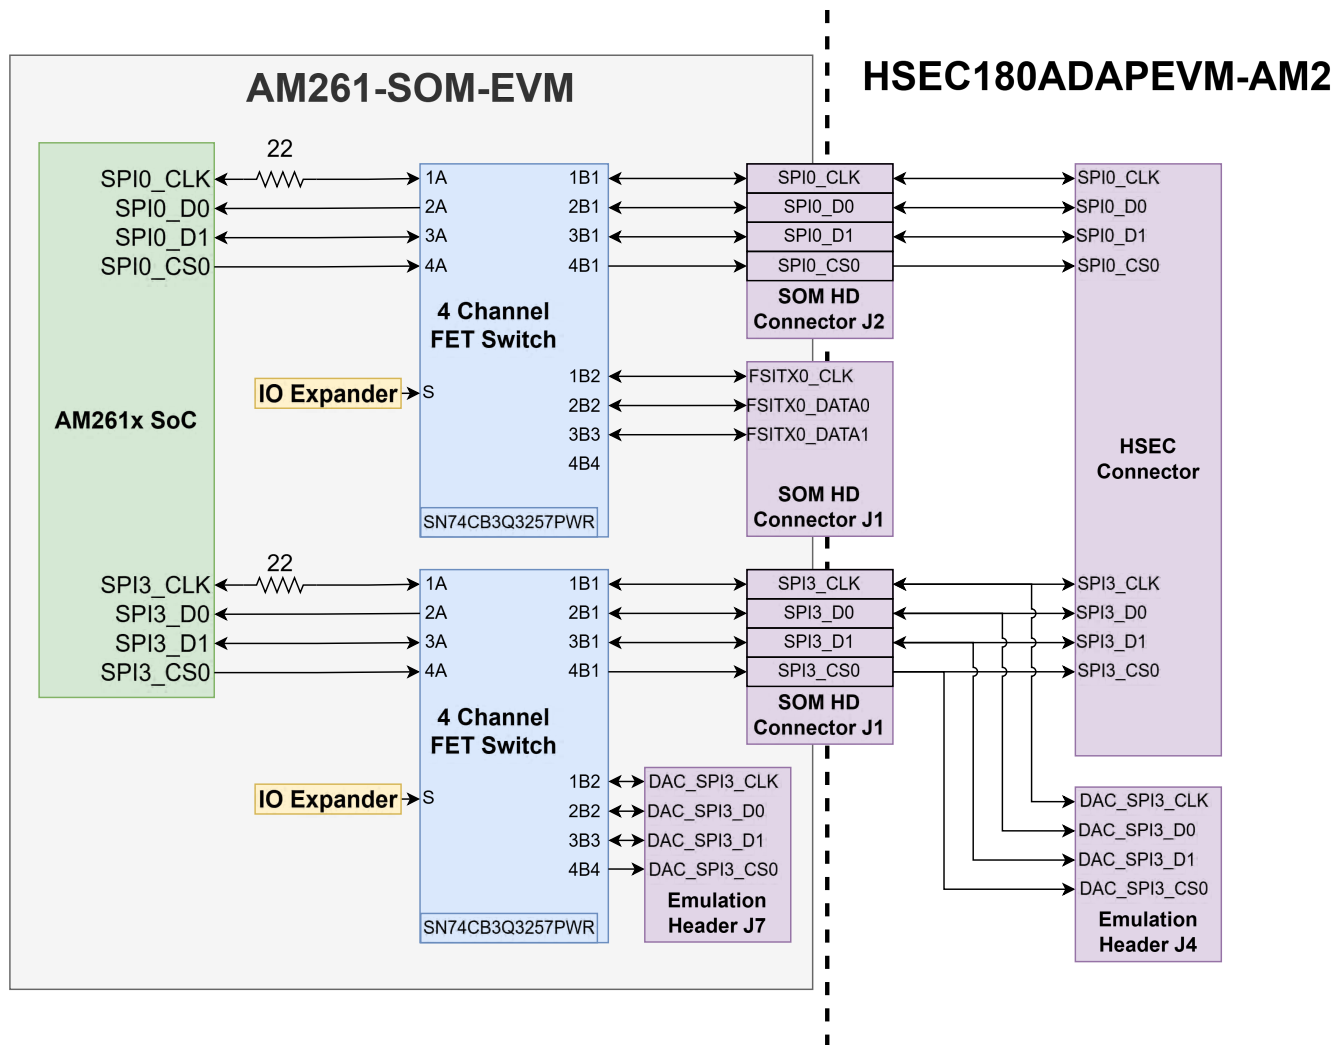 AM261-SOM-EVM
HSEC180ADAPEVM-AM2
22
SPI0_CLK
SPI0_D0
SPI0_D1
SPI0_CS0
AM261x SoC
22
SPI3_CLK
SPI3_D0
SPI3_D1
SPI3_CS0
1A
2A
3A
4A
1B1
2B1
3B1
4B1
4 Channel
FET Switch
IO Expander
S
1B2
2B2
3B3
4B4
SN74CB3Q3257PWR
SPI0_CLK
SPI0_D0
SPI0_D1
SPI0_CS0
SOM HD
Connector J2
FSITX0_CLK
FSITX0_DATA0
FSITX0_DATA1
SOM HD
Connector J1
1A
2A
3A
4A
1B1
2B1
3B1
4B1
4 Channel
FET Switch
IO Expander
S
1B2
2B2
3B3
4B4
SN74CB3Q3257PWR
SPI3_CLK
SPI3_D0
SPI3_D1
SPI3_CS0
SOM HD
Connector J1
DAC_SPI3_CLK
DAC_SPI3_D0
DAC_SPI3_D1
DAC_SPI3_CS0
Emulation
Header J7
SPI0_CLK
SPI0_D0
SPI0_D1
SPI0_CS0
HSEC
Connector
SPI3_CLK
SPI3_D0
SPI3_D1
SPI3_CS0
DAC_SPI3_CLK
DAC_SPI3_D0
DAC_SPI3_D1
DAC_SPI3_CS0
Emulation
Header J4